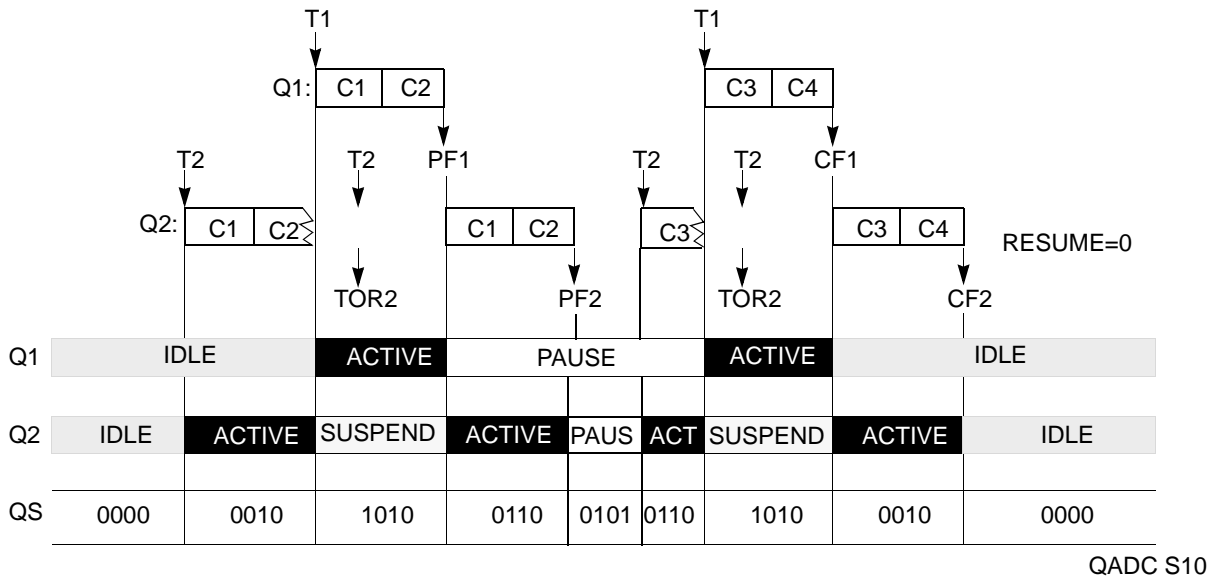 T1 T1
Q1: C1 C2 C3 C4
T2 T2 PF1 T2 T2 CF1
Q2: C1 C2 C1 C2 C3 C3 C4 RESUME=0
TOR2 PF2 TOR2 CF2
Q1 IDLE ACTIVE PAUSE ACTIVE IDLE
Q2 IDLE ACTIVE SUSPEND ACTIVE PAUS ACT SUSPEND ACTIVE IDLE
QS 0000 0010 1010 0110 0101 0110 1010 0010 0000
QADC S10